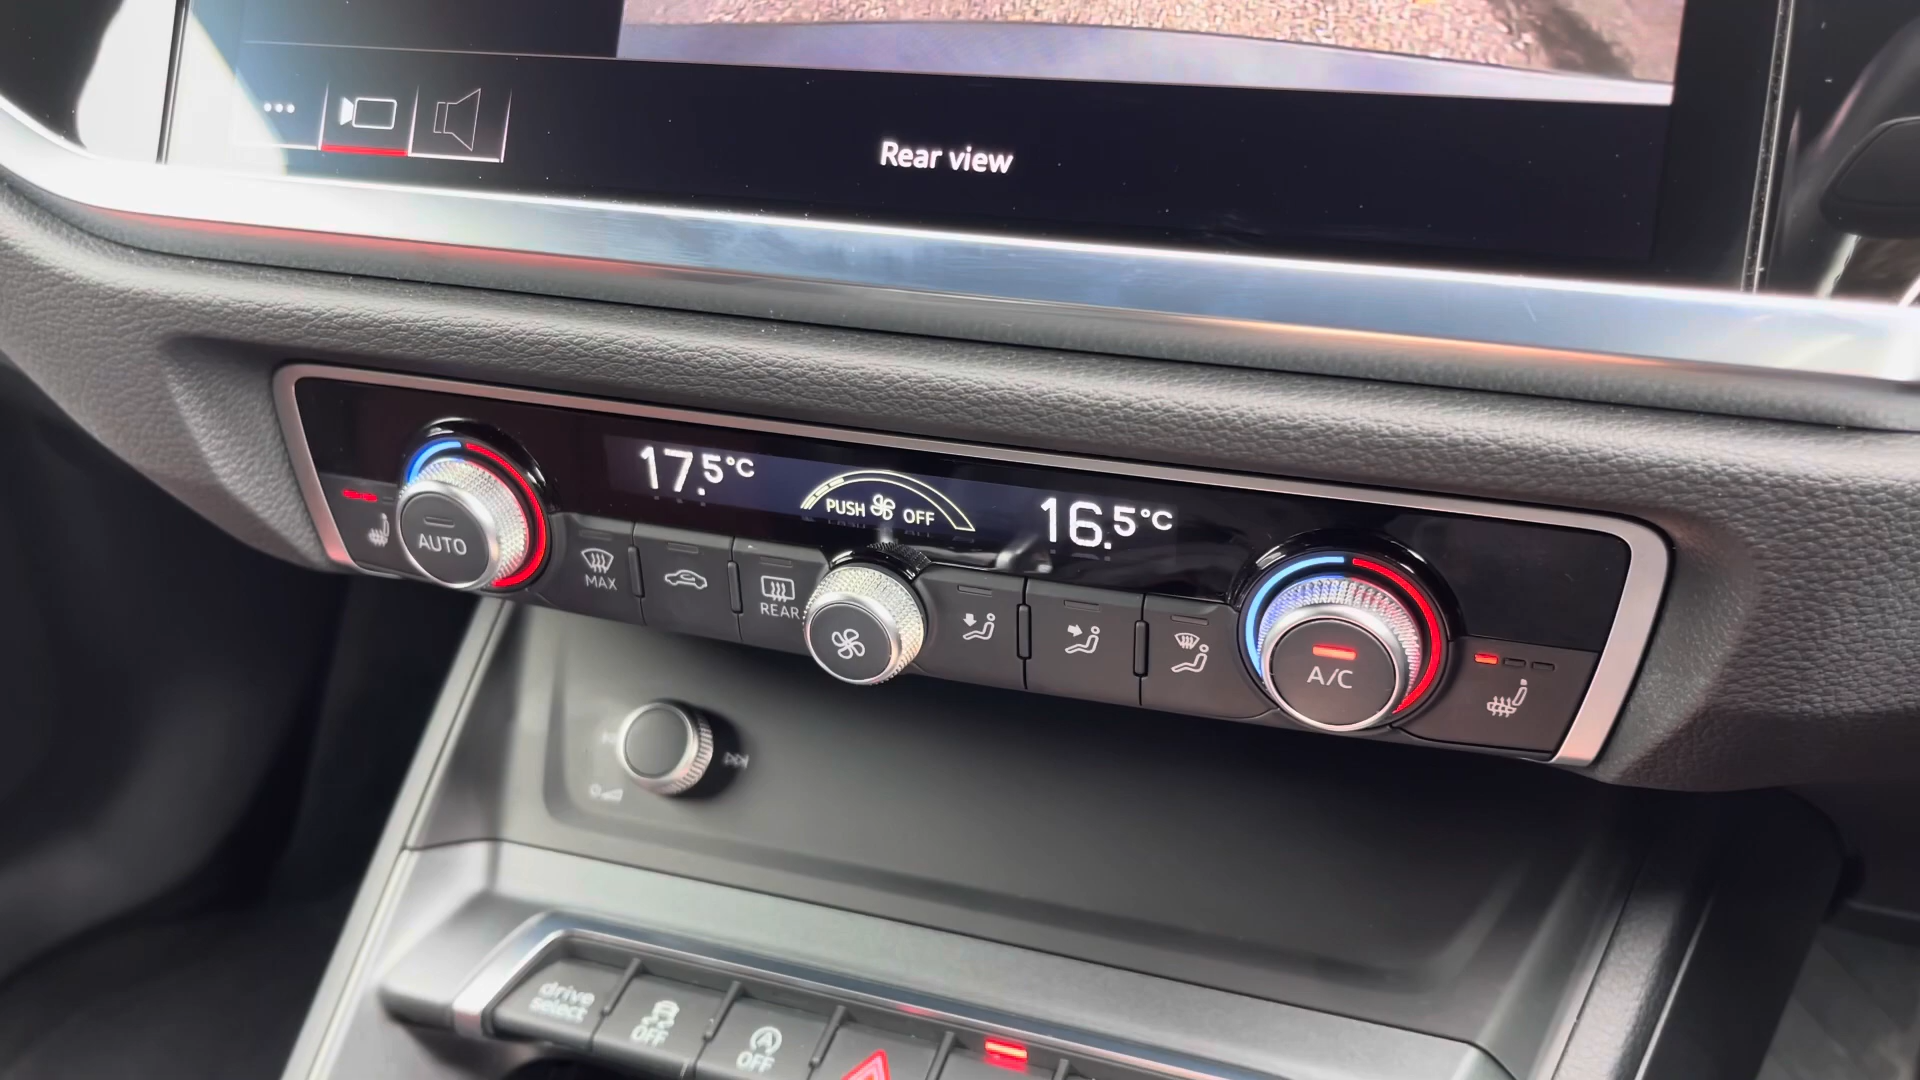 Rear view
17.5°C
PUSH OFF
16.5°C
AUTO
MAX
REAR
A/C
drive
select
OFF
A
OFF